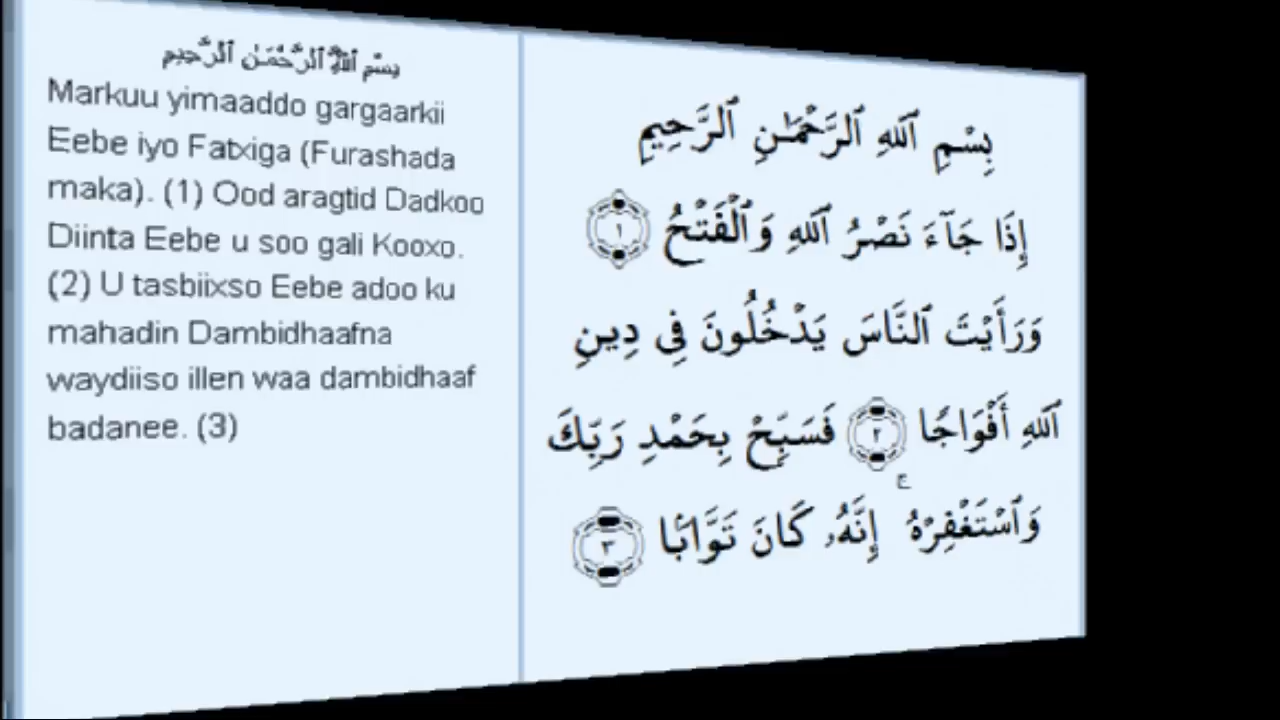 بِسْمِ ٱللَّهِ ٱلرَّحْمَٰنِ ٱلرَّحِيمِ
Markuu yimaaddo gargaarkii
Eebe iyo Fatxiga (Furashada
maka). (1) Ood aragtid Dadkoo
Diinta Eebe u soo gali Kooxo.
(2) U tasbiixso Eebe adoo ku
mahadin Dambidhaafna
waydiiso illen waa dambidhaaf
badanee. (3)
بِسْمِ ٱللَّهِ ٱلرَّحْمَٰنِ ٱلرَّحِيمِ
إِذَا جَآءَ نَصْرُ ٱللَّهِ وَٱلْفَتْحُ ١
وَرَأَيْتَ ٱلنَّاسَ يَدْخُلُونَ فِى دِينِ
ٱللَّهِ أَفْوَاجًا ٢ فَسَبِّحْ بِحَمْدِ رَبِّكَ
وَٱسْتَغْفِرْهُ ۚ إِنَّهُۥ كَانَ تَوَّابًۢا ٣